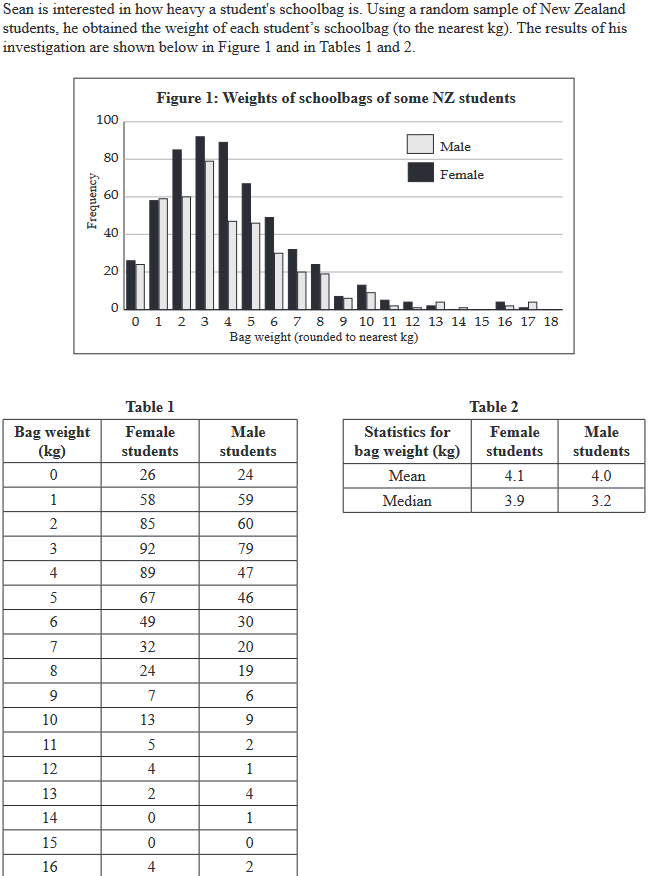 Sean is interested in how heavy a student's schoolbag is. Using a random sample of New Zealand
students, he obtained the weight of each student’s schoolbag (to the nearest kg). The results of his
investigation are shown below in Figure 1 and in Tables 1 and 2.
Figure 1: Weights of schoolbags of some NZ students
100
80
60
40
20
0
Frequency
Male
Female
0 1 2 3 4 5 6 7 8 9 10 11 12 13 14 15 16 17 18
Bag weight (rounded to nearest kg)
Table 1
Bag weight (kg) Female students Male students
0 26 24
1 58 59
2 85 60
3 92 79
4 89 47
5 67 46
6 49 30
7 32 20
8 24 19
9 7 6
10 13 9
11 5 2
12 4 1
13 2 4
14 0 1
15 0 0
16 4 2
Table 2
Statistics for bag weight (kg) Female students Male students
Mean 4.1 4.0
Median 3.9 3.2